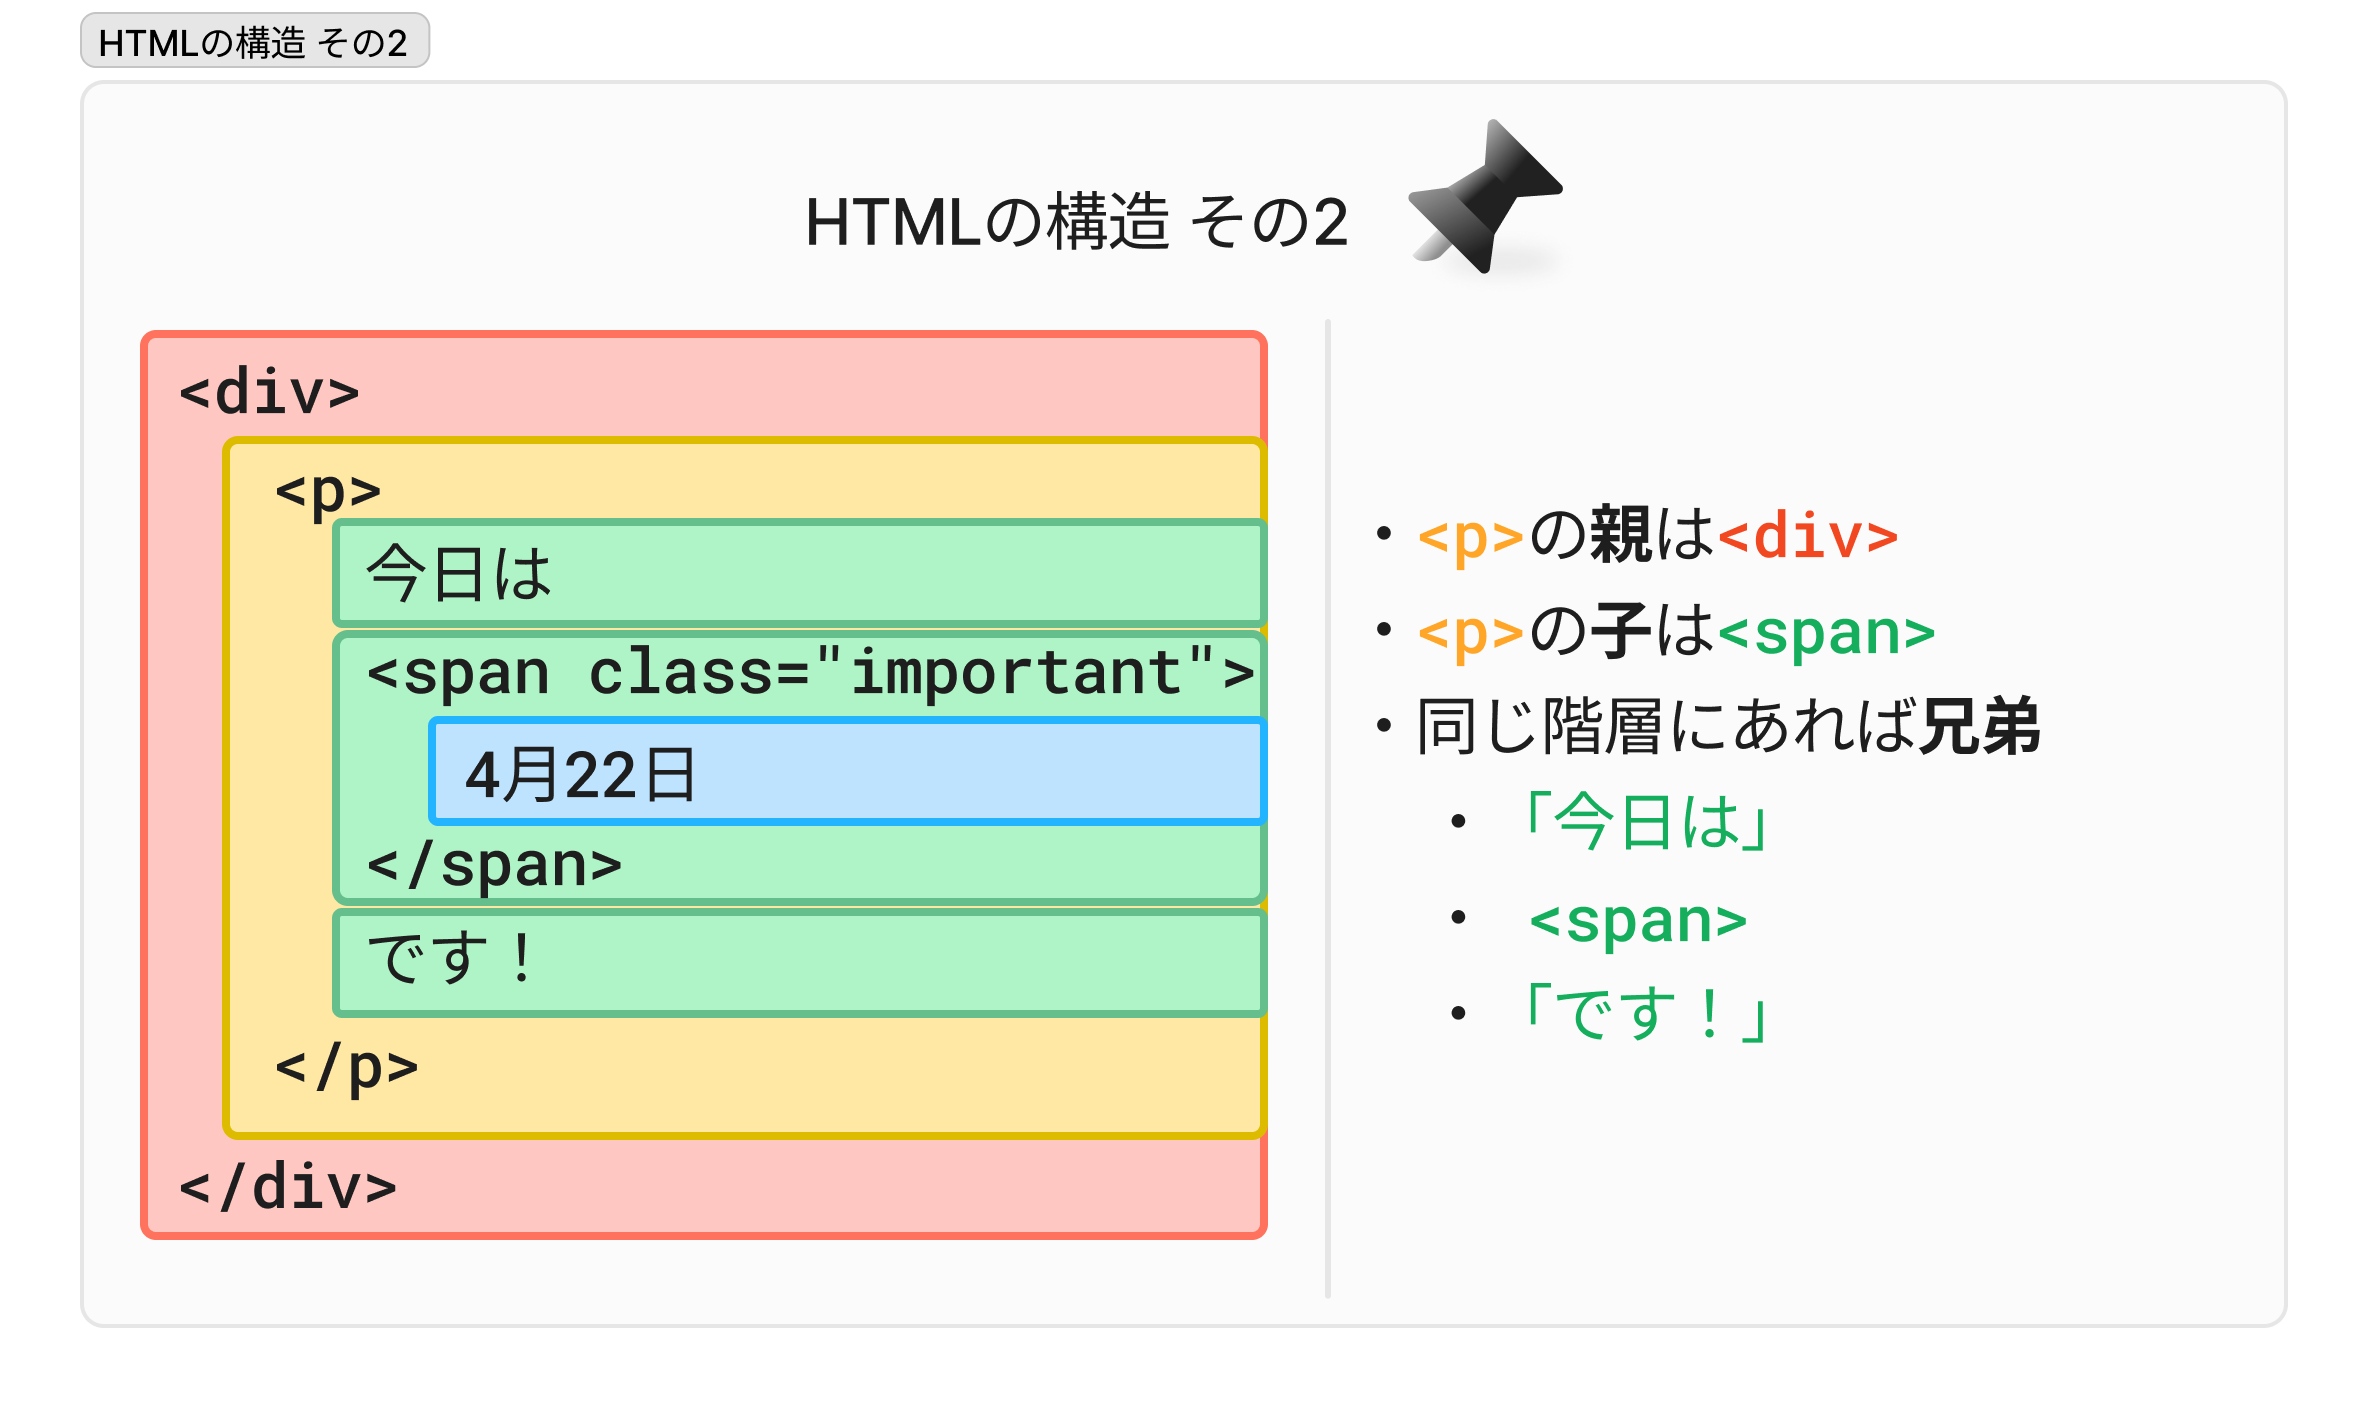 HTMLの構造 その2
HTMLの構造 その2
<div>
<p>
今日は
<span class="important">
4月22日
</span>
です！
</p>
</div>
・<p>の親は<div>
・<p>の子は<span>
・同じ階層にあれば兄弟
・「今日は」
・ <span>
・「です！」